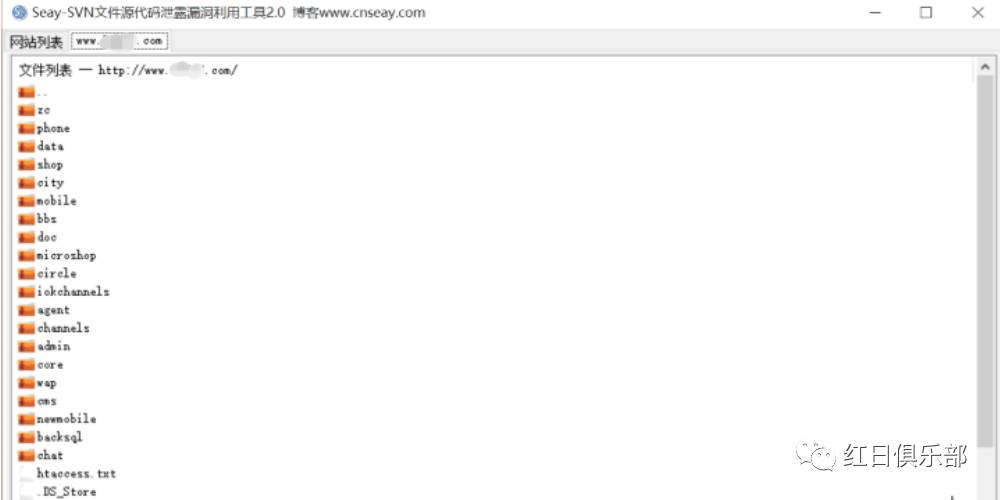 Seay-SVN文件源代码泄露漏洞利用工具2.0 博客www.cnseay.com
网站列表 www. .com
文件列表 — http://www. .com/
..
zc
phone
data
shop
city
mobile
bbs
doc
microshop
circle
iokchannels
agent
channels
admin
core
wap
cms
newmobile
backsql
chat
htaccess.txt
.DS_Store
红日俱乐部